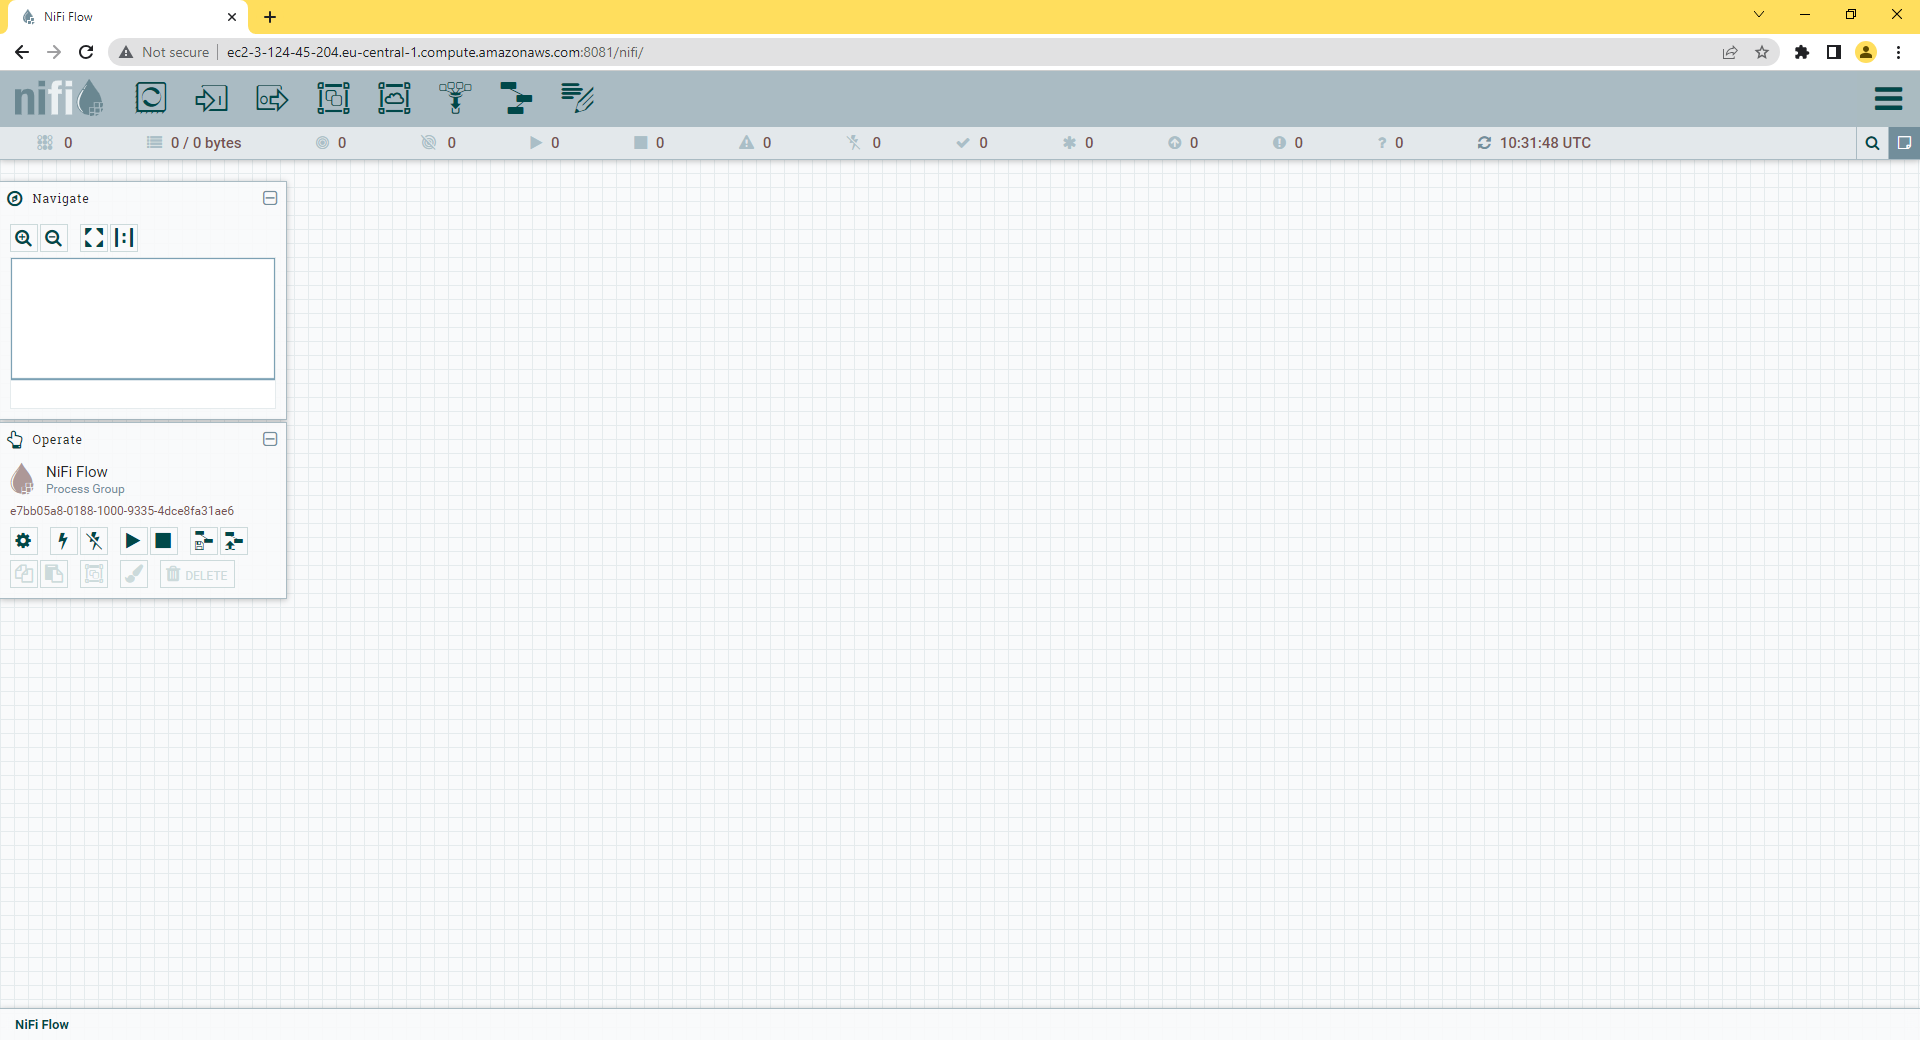 NiFi Flow
Not secure
ec2-3-124-45-204.eu-central-1.compute.amazonaws.com:8081/nifi/
nifi
0
0 / 0 bytes
0
0
0
0
0
0
0
0
0
0
? 0
10:31:48 UTC
Navigate
Operate
NiFi Flow
Process Group
e7bb05a8-0188-1000-9335-4dce8fa31ae6
DELETE
NiFi Flow